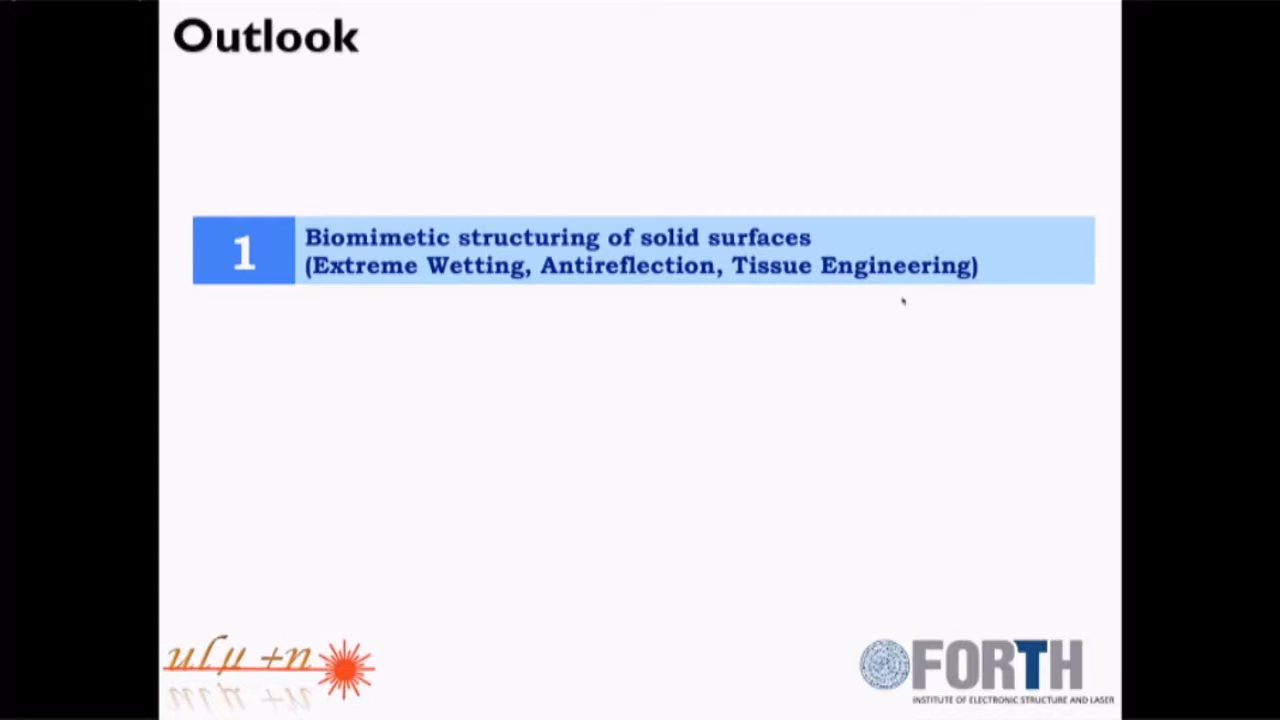 Outlook
1
Biomimetic structuring of solid surfaces
(Extreme Wetting, Antireflection, Tissue Engineering)
ulμ +n
FORTH
INSTITUTE OF ELECTRONIC STRUCTURE AND LASER